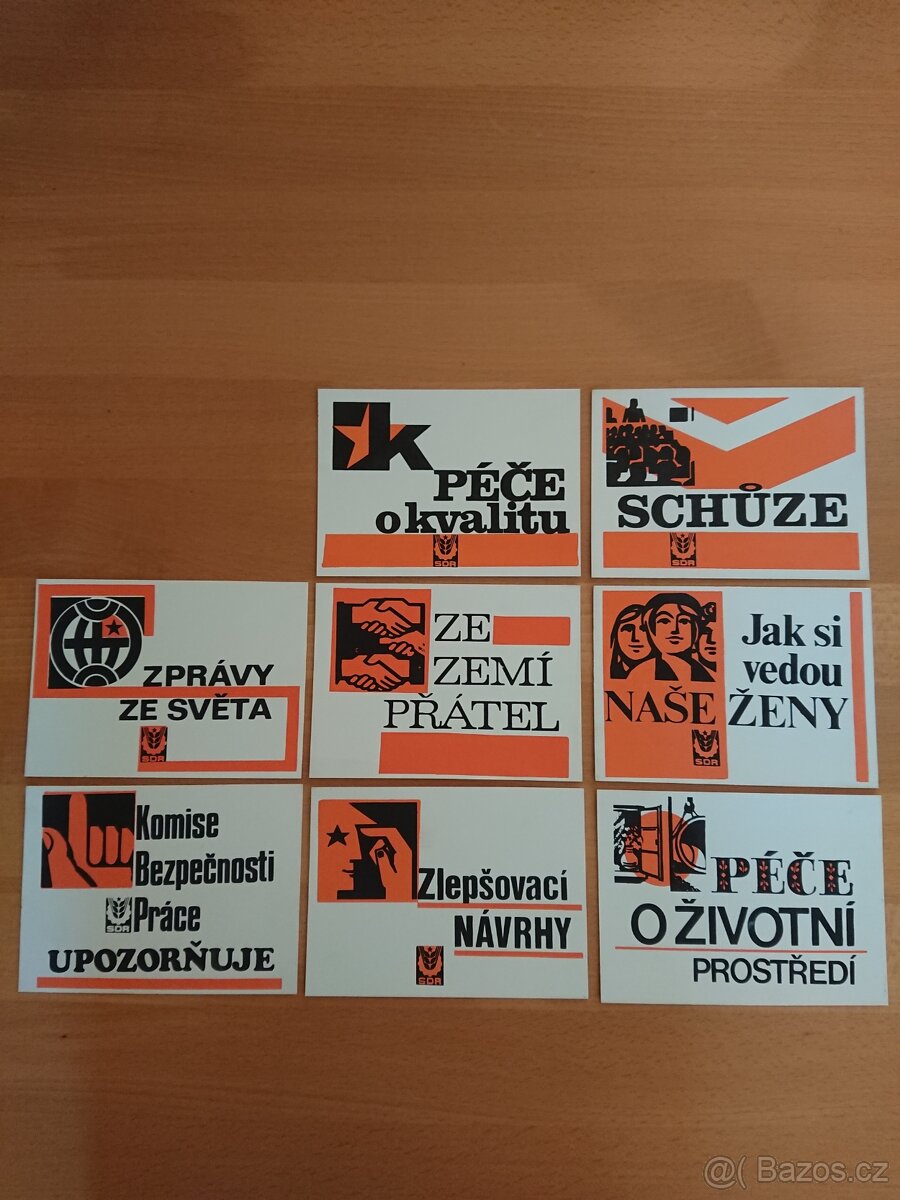 k
PÉČE
o kvalitu
SDR
SCHŮZE
SDR
ZPRÁVY
ZE SVĚTA
SDR
ZE
ZEMÍ
PŘÁTEL
Jak si
vedou
NAŠE ŽENY
SDR
Komise
Bezpečnosti
Práce
SDR
UPOZORŇUJE
Zlepšovací
NÁVRHY
SDR
PÉČE
O ŽIVOTNÍ
PROSTŘEDÍ
@( Bazos.cz